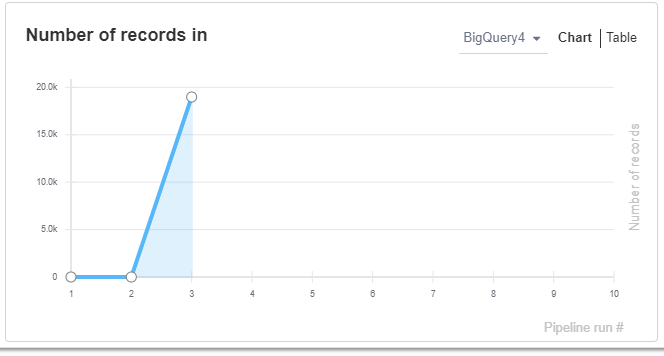 Number of records in
BigQuery4
Chart
Table
20.0k
15.0k
10.0k
5.0k
0
1 2 3 4 5 6 7 8 9 10
Number of records
Pipeline run #